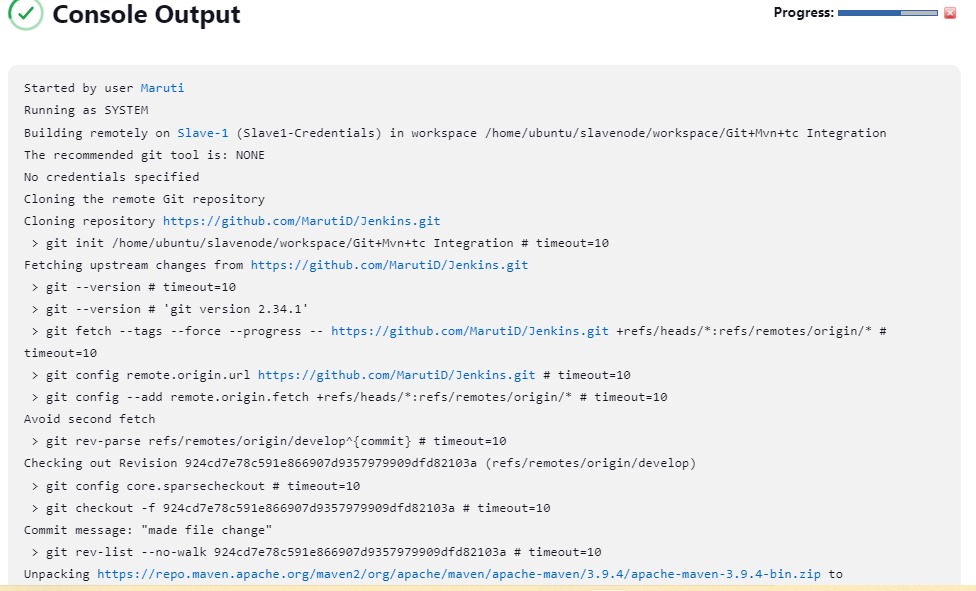 Console Output
Progress:
Started by user Maruti
Running as SYSTEM
Building remotely on Slave-1 (Slave1-Credentials) in workspace /home/ubuntu/slavenode/workspace/Git+Mvn+tc Integration
The recommended git tool is: NONE
No credentials specified
Cloning the remote Git repository
Cloning repository https://github.com/MarutiD/Jenkins.git
> git init /home/ubuntu/slavenode/workspace/Git+Mvn+tc Integration # timeout=10
Fetching upstream changes from https://github.com/MarutiD/Jenkins.git
> git --version # timeout=10
> git --version # 'git version 2.34.1'
> git fetch --tags --force --progress -- https://github.com/MarutiD/Jenkins.git +refs/heads/*:refs/remotes/origin/* #
timeout=10
> git config remote.origin.url https://github.com/MarutiD/Jenkins.git # timeout=10
> git config --add remote.origin.fetch +refs/heads/*:refs/remotes/origin/* # timeout=10
Avoid second fetch
> git rev-parse refs/remotes/origin/develop^{commit} # timeout=10
Checking out Revision 924cd7e78c591e866907d9357979909dfd82103a (refs/remotes/origin/develop)
> git config core.sparsecheckout # timeout=10
> git checkout -f 924cd7e78c591e866907d9357979909dfd82103a # timeout=10
Commit message: "made file change"
> git rev-list --no-walk 924cd7e78c591e866907d9357979909dfd82103a # timeout=10
Unpacking https://repo.maven.apache.org/maven2/org/apache/maven/apache-maven/3.9.4/apache-maven-3.9.4-bin.zip to